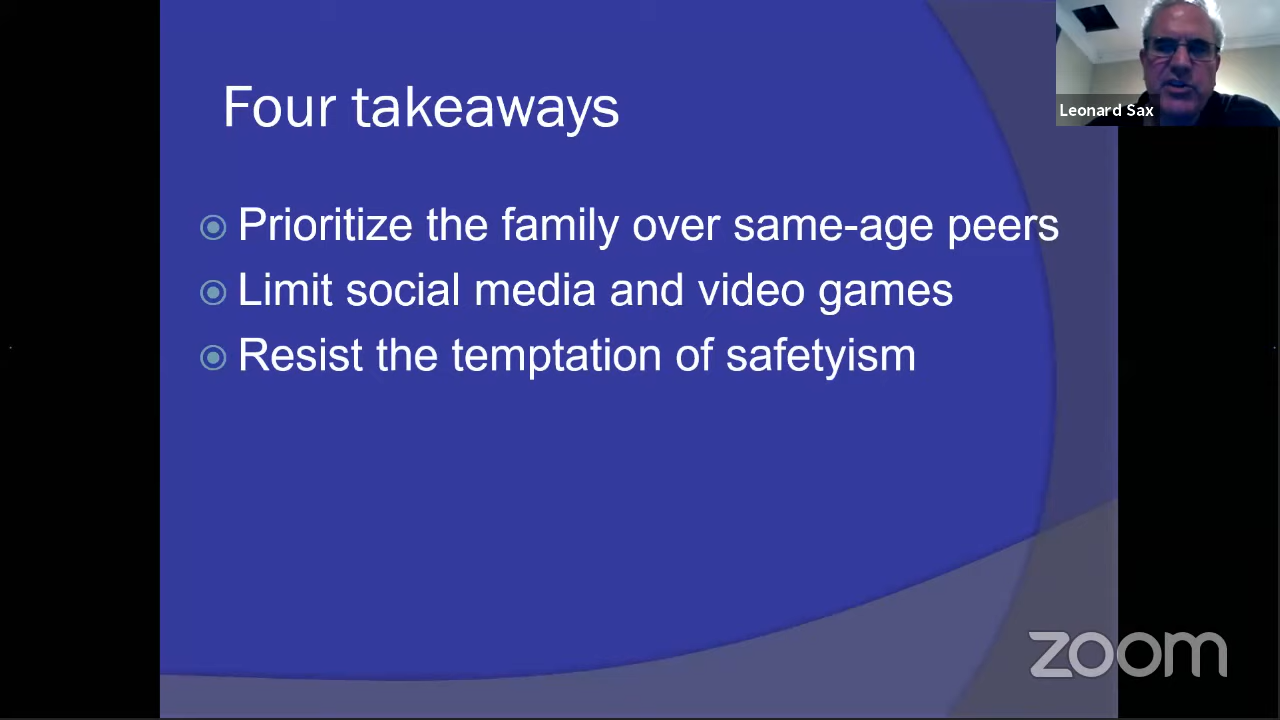 Four takeaways
Leonard Sax
Prioritize the family over same-age peers
Limit social media and video games
Resist the temptation of safetyism
zoom